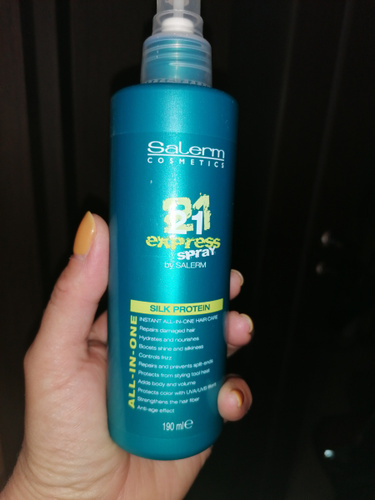 Salerm
COSMETICS
21
express
spray
by SALERM
SILK PROTEIN
ALL-IN-ONE
INSTANT ALL-IN-ONE HAIR CARE
Repairs damaged hair
Hydrates and nourishes
Boosts shine and silkiness
Controls frizz
Repairs and prevents split-ends
Protects from styling tool heat
Adds body and volume
Protects color with UVA/UVB filters
Strengthens the hair fiber
Anti-age effect
190 ml e